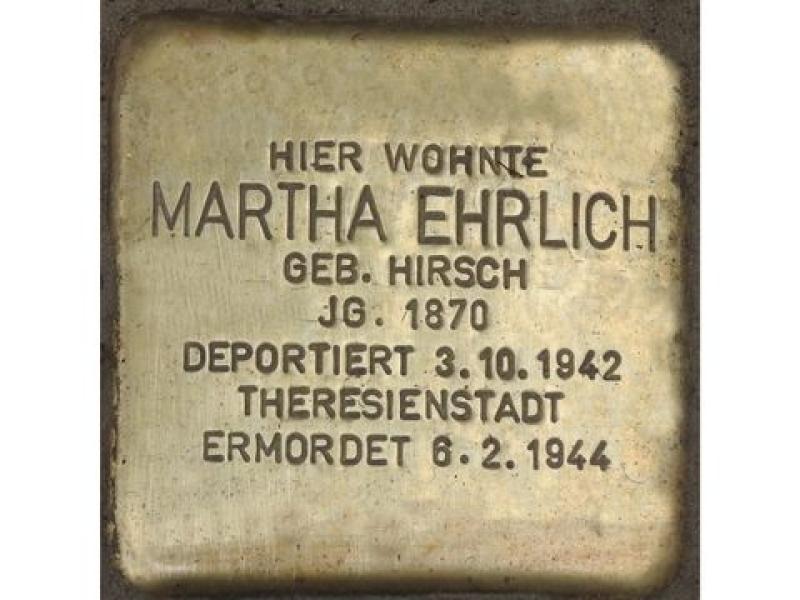 HIER WOHNTE
MARTHA EHRLICH
GEB. HIRSCH
JG. 1870
DEPORTIERT 3.10.1942
THERESIENSTADT
ERMORDET 6.2.1944